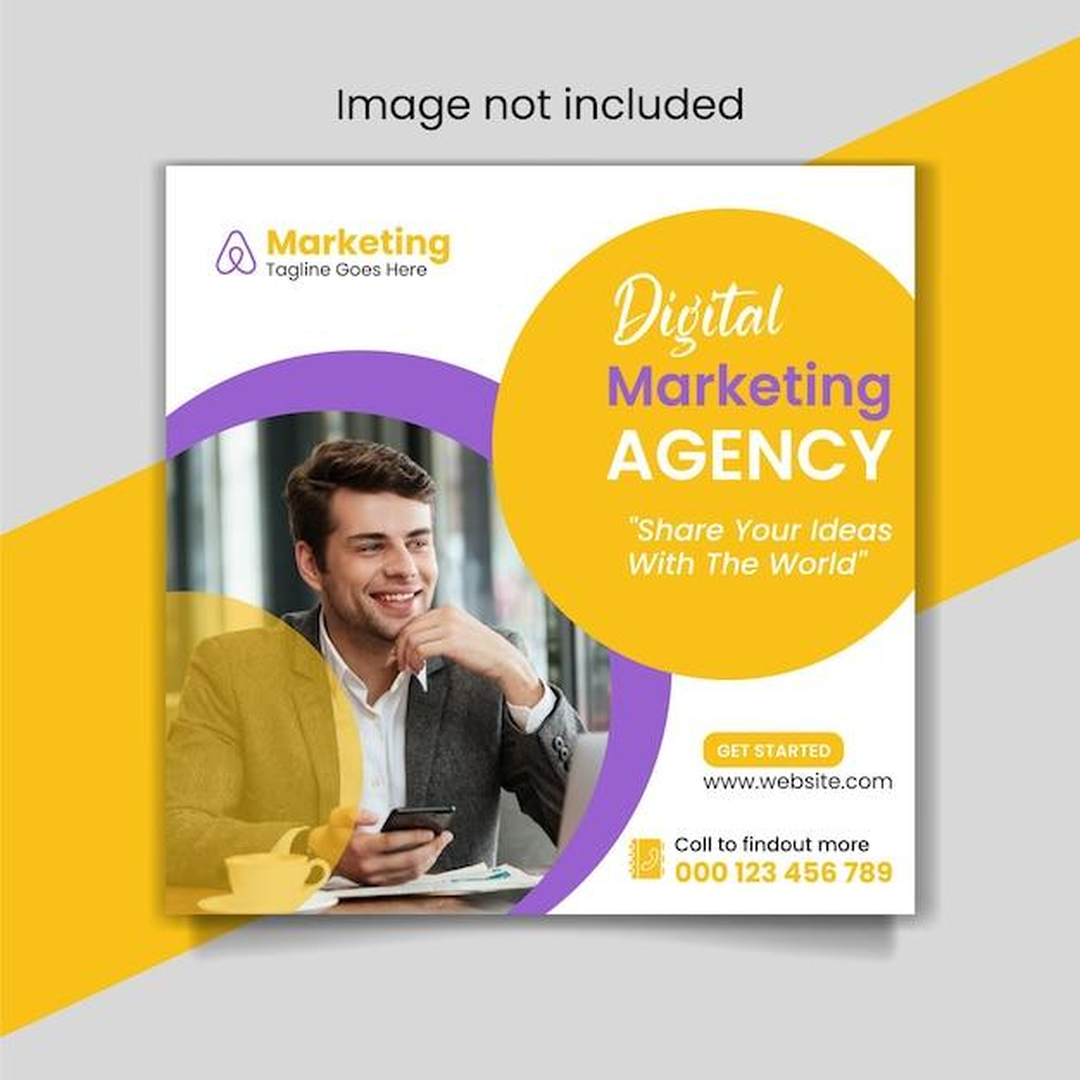 Image not included
Marketing
Tagline Goes Here
Digital
Marketing
AGENCY
"Share Your Ideas
With The World"
GET STARTED
www.website.com
Coll to findout more
000 123 456 789